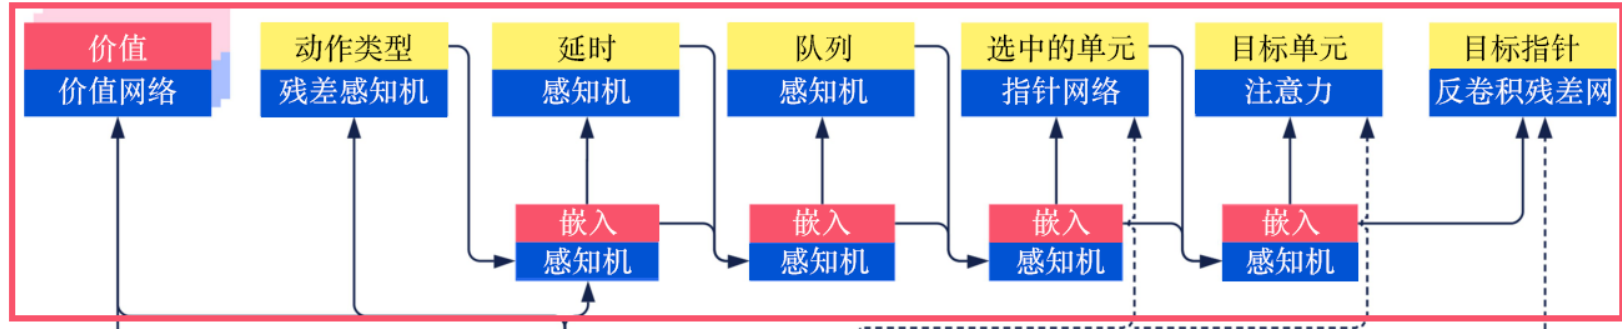 价值
价值网络
动作类型
残差感知机
延时
感知机
队列
感知机
选中的单元
指针网络
目标单元
注意力
目标指针
反卷积残差网
嵌入
感知机
嵌入
感知机
嵌入
感知机
嵌入
感知机